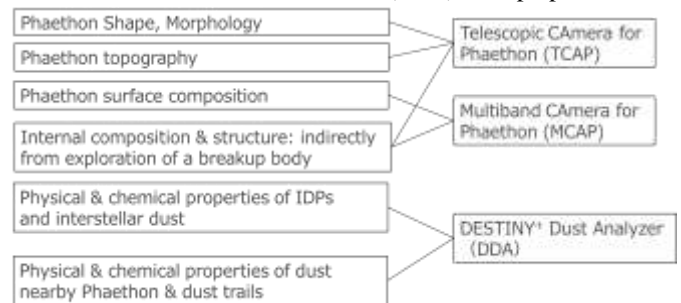 Phaethon Shape, Morphology
Phaethon topography
Phaethon surface composition
Internal composition & structure: indirectly
from exploration of a breakup body
Physical & chemical properties of IDPs
and interstellar dust
Physical & chemical properties of dust
nearby Phaethon & dust trails
Telescopic CAmera for
Phaethon (TCAP)
Multiband CAmera for
Phaethon (MCAP)
DESTINY⁺ Dust Analyzer
(DDA)